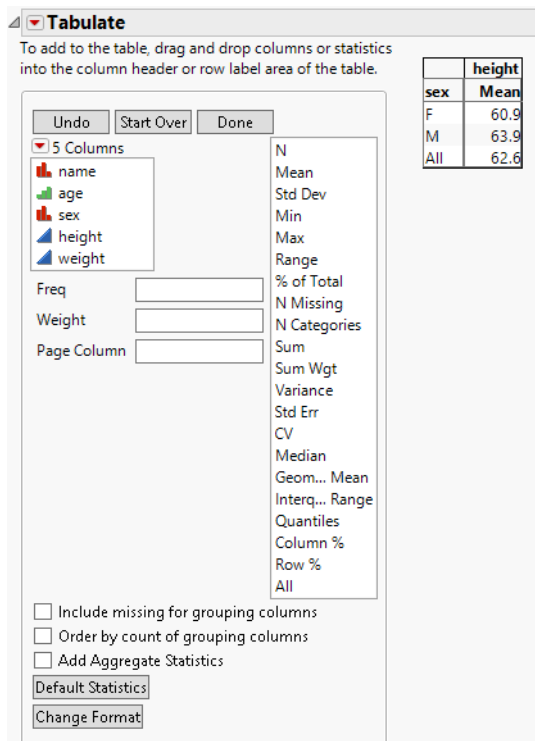 Tabulate
To add to the table, drag and drop columns or statistics
into the column header or row label area of the table.
Undo Start Over Done
5 Columns
name
age
sex
height
weight
Freq
Weight
Page Column
N
Mean
Std Dev
Min
Max
Range
% of Total
N Missing
N Categories
Sum
Sum Wgt
Variance
Std Err
CV
Median
Geom... Mean
Interq... Range
Quantiles
Column %
Row %
All
Include missing for grouping columns
Order by count of grouping columns
Add Aggregate Statistics
Default Statistics
Change Format
height
sex Mean
F 60.9
M 63.9
All 62.6